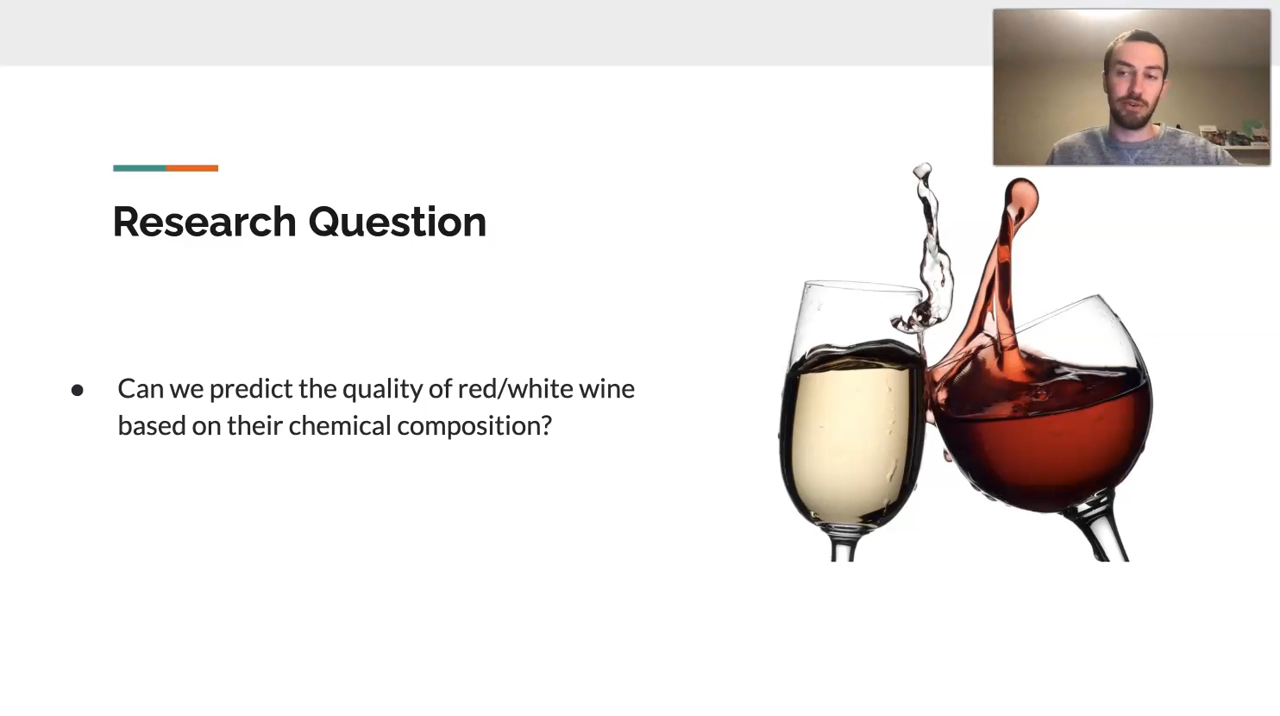 Research Question
● Can we predict the quality of red/white wine
based on their chemical composition?